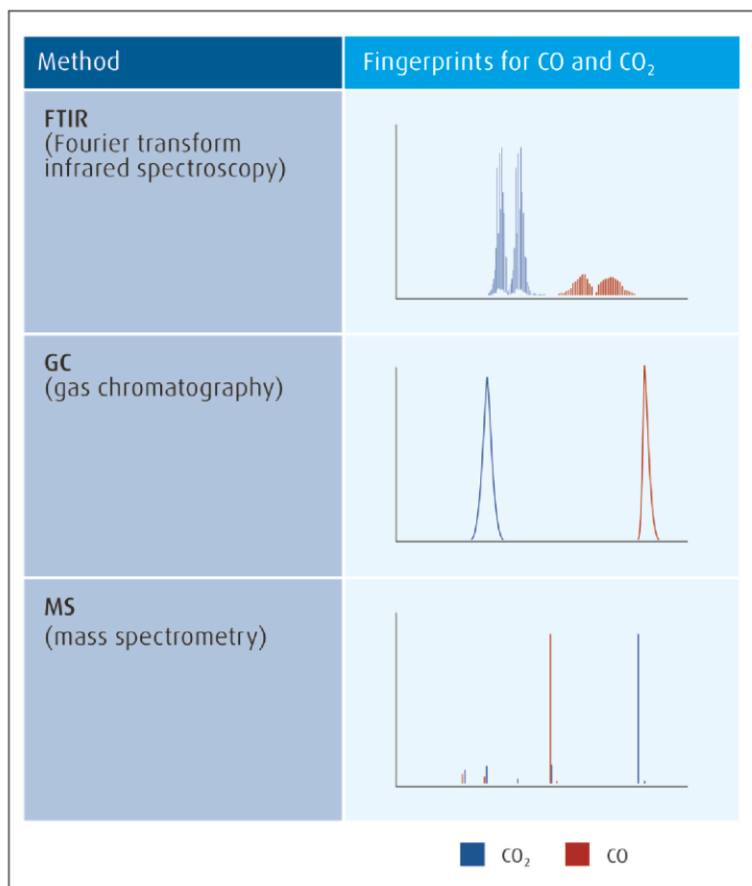 Method
Fingerprints for CO and CO₂
FTIR
(Fourier transform
infrared spectroscopy)
GC
(gas chromatography)
MS
(mass spectrometry)
CO₂
CO